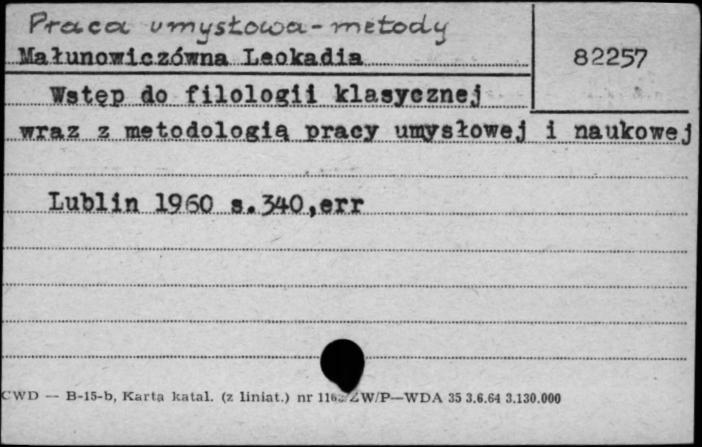 Praca umysłowa - metody
Małunowiczówna Leokadia
82257
Wstęp do filologii klasycznej
wraz z metodologią pracy umysłowej i naukowej
Lublin 1960 s.340,err
CWD — B-15-b, Karta katal. (z liniat.) nr ZW/P—WDA 35 3.6.64 3.130.000